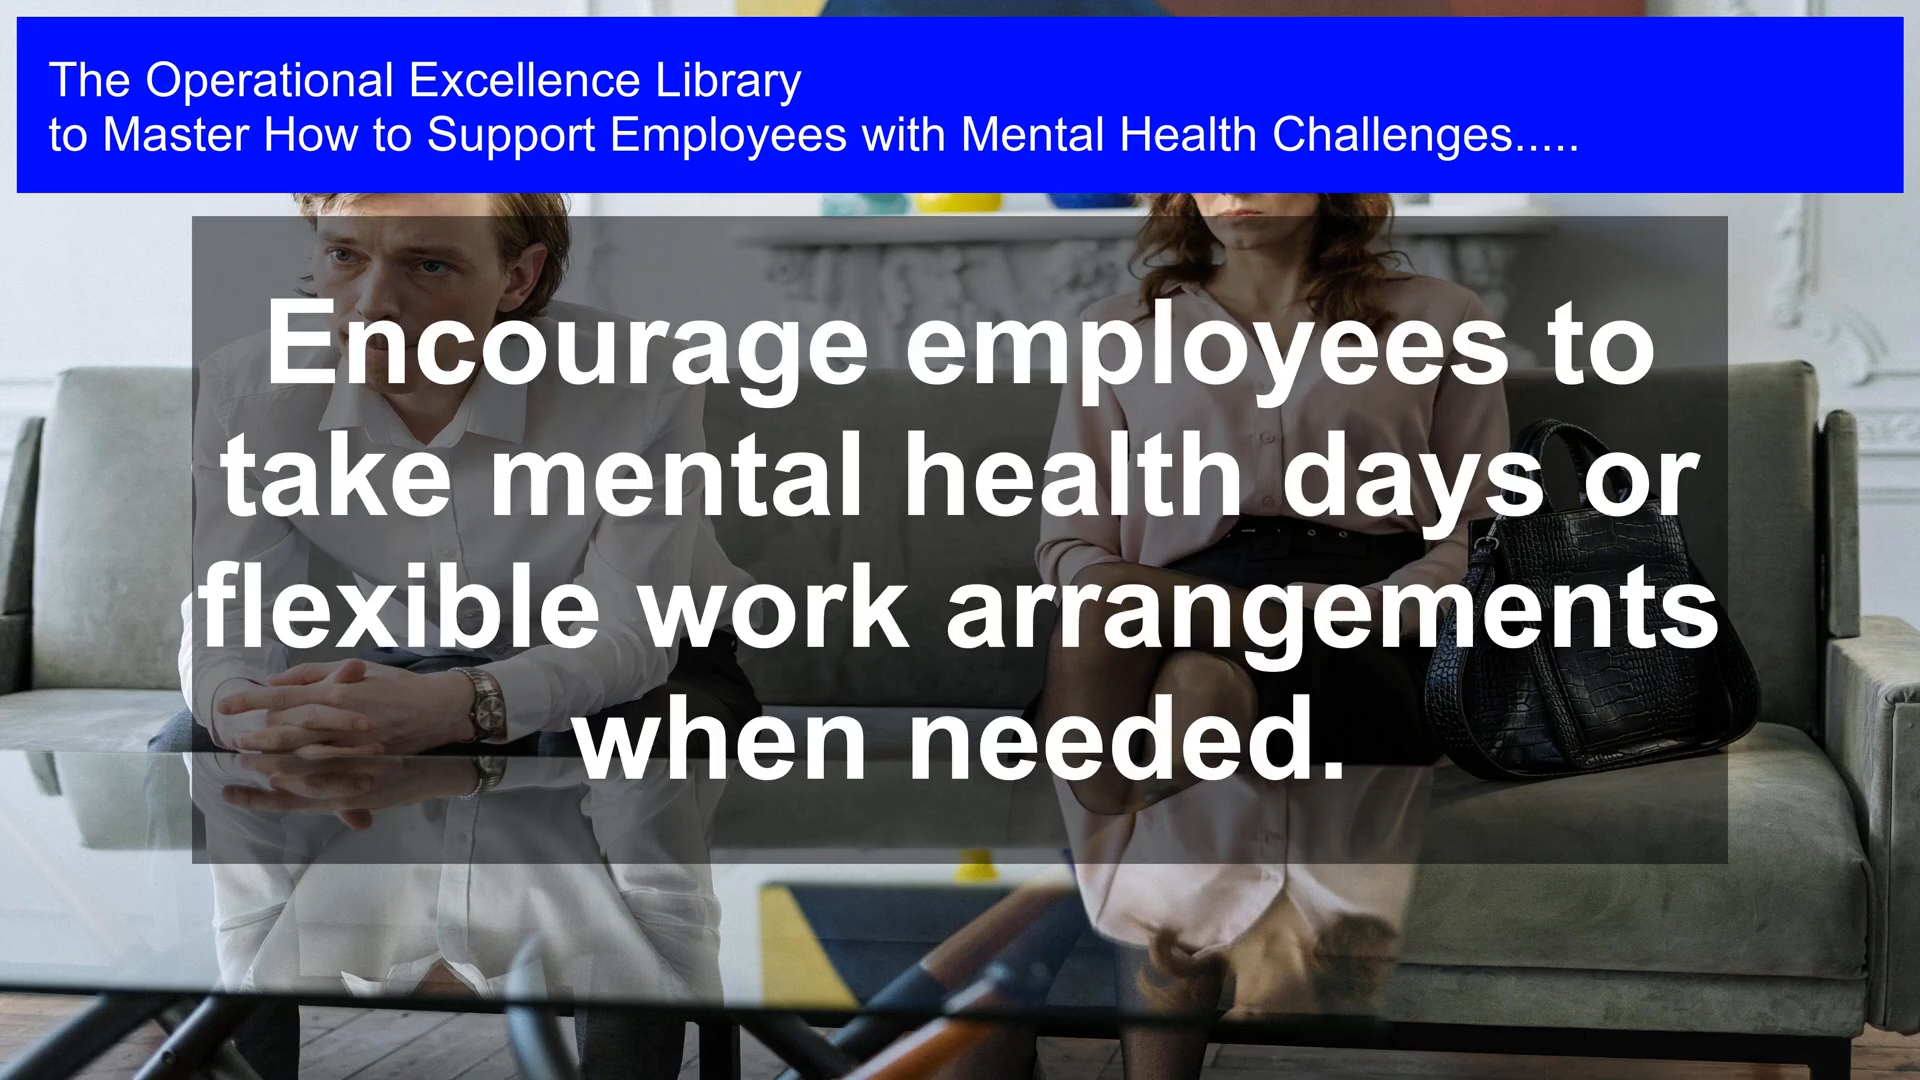 The Operational Excellence Library
to Master How to Support Employees with Mental Health Challenges.....
Encourage employees to
take mental health days or
flexible work arrangements
when needed.